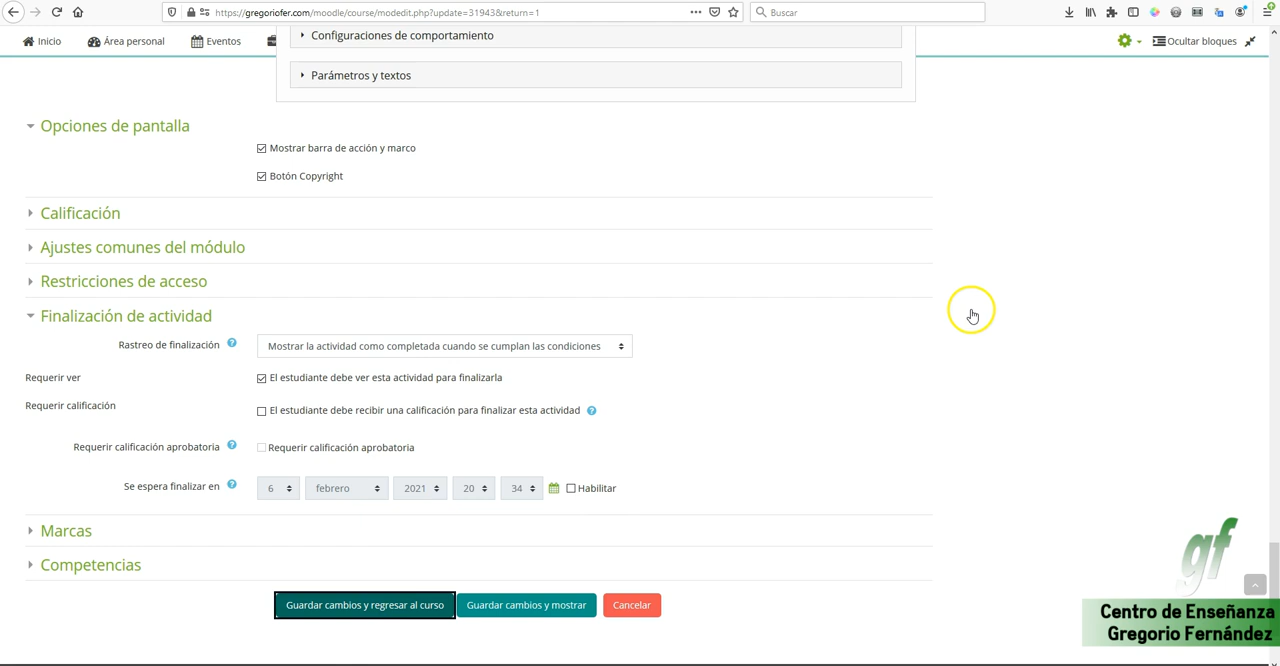 https://gregoriofer.com/moodle/course/modedit.php?update=31943&return=1
Buscar
Inicio
Área personal
Eventos
Ocultar bloques
Configuraciones de comportamiento
Parámetros y textos
Opciones de pantalla
Mostrar barra de acción y marco
Botón Copyright
Calificación
Ajustes comunes del módulo
Restricciones de acceso
Finalización de actividad
Rastreo de finalización
Mostrar la actividad como completada cuando se cumplan las condiciones
Requerir ver
El estudiante debe ver esta actividad para finalizarla
Requerir calificación
El estudiante debe recibir una calificación para finalizar esta actividad
Requerir calificación aprobatoria
Requerir calificación aprobatoria
Se espera finalizar en
6 febrero 2021 20 34 Habilitar
Marcas
Competencias
Guardar cambios y regresar al curso
Guardar cambios y mostrar
Cancelar
gf
Centro de Enseñanza
Gregorio Fernández